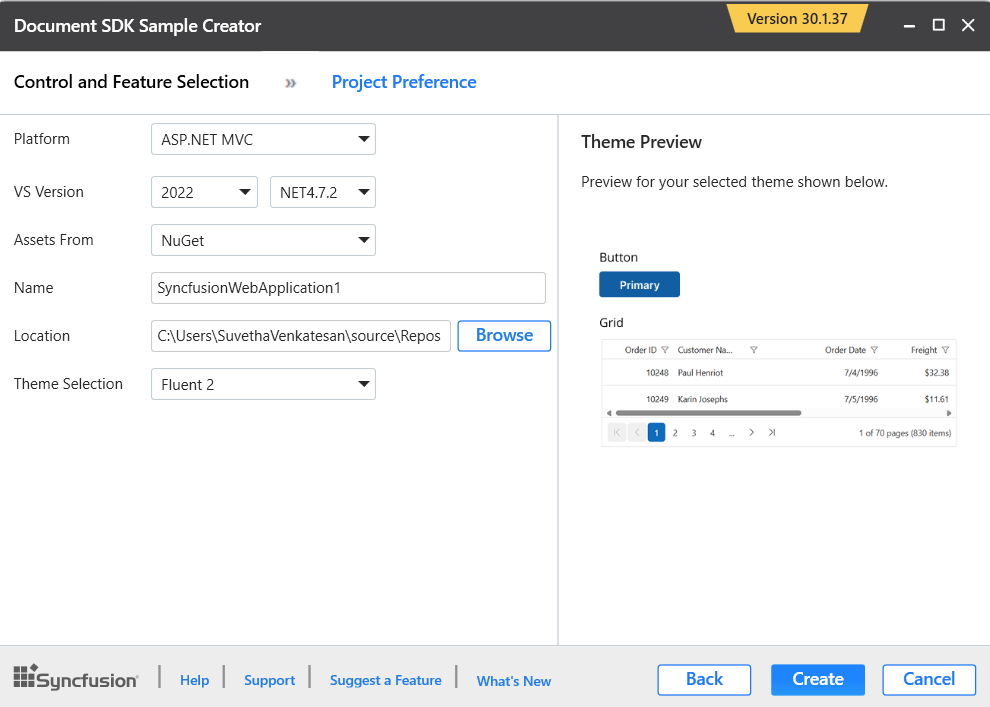 Document SDK Sample Creator
Version 30.1.37
Control and Feature Selection » Project Preference
Platform ASP.NET MVC
VS Version 2022 NET4.7.2
Assets From NuGet
Name SyncfusionWebApplication1
Location C:\Users\SuvethaVenkatesan\source\Repos Browse
Theme Selection Fluent 2
Theme Preview
Preview for your selected theme shown below.
Button
Primary
Grid
Order ID Customer Na... Order Date Freight
10248 Paul Henriot 7/4/1996 $32.38
10249 Karin Josephs 7/5/1996 $11.61
1 2 3 4 ... 1 of 70 pages (830 items)
Syncfusion Help Support Suggest a Feature What's New Back Create Cancel